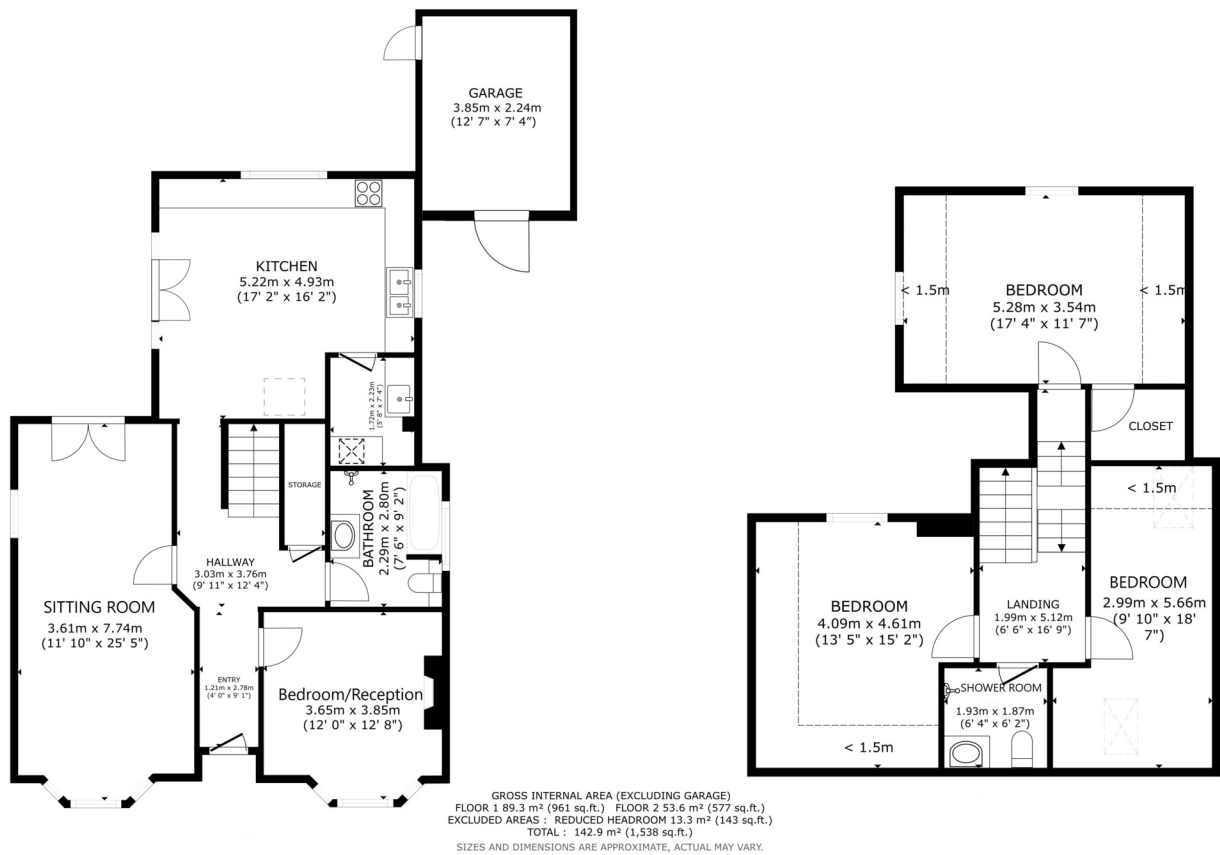 GARAGE
3.85m x 2.24m
(12' 7" x 7' 4")
KITCHEN
5.22m x 4.93m
(17' 2" x 16' 2")
1.72m x 2.23m
(5' 8" x 7' 4")
STORAGE
BATHROOM
2.29m x 2.80m
(7' 6" x 9' 2")
HALLWAY
3.03m x 3.76m
(9' 11" x 12' 4")
SITTING ROOM
3.61m x 7.74m
(11' 10" x 25' 5")
ENTRY
1.21m x 2.78m
(4' 0" x 9' 1")
Bedroom/Reception
3.65m x 3.85m
(12' 0" x 12' 8")
< 1.5m
BEDROOM
5.28m x 3.54m
(17' 4" x 11' 7")
< 1.5m
CLOSET
< 1.5m
BEDROOM
2.99m x 5.66m
(9' 10" x 18'
7")
LANDING
1.99m x 5.12m
(6' 6" x 16' 9")
BEDROOM
4.09m x 4.61m
(13' 5" x 15' 2")
< 1.5m
SHOWER ROOM
1.93m x 1.87m
(6' 4" x 6' 2")
GROSS INTERNAL AREA (EXCLUDING GARAGE)
FLOOR 1 89.3 m² (961 sq.ft.) FLOOR 2 53.6 m² (577 sq.ft.)
EXCLUDED AREAS : REDUCED HEADROOM 13.3 m² (143 sq.ft.)
TOTAL : 142.9 m² (1,538 sq.ft.)
SIZES AND DIMENSIONS ARE APPROXIMATE, ACTUAL MAY VARY.